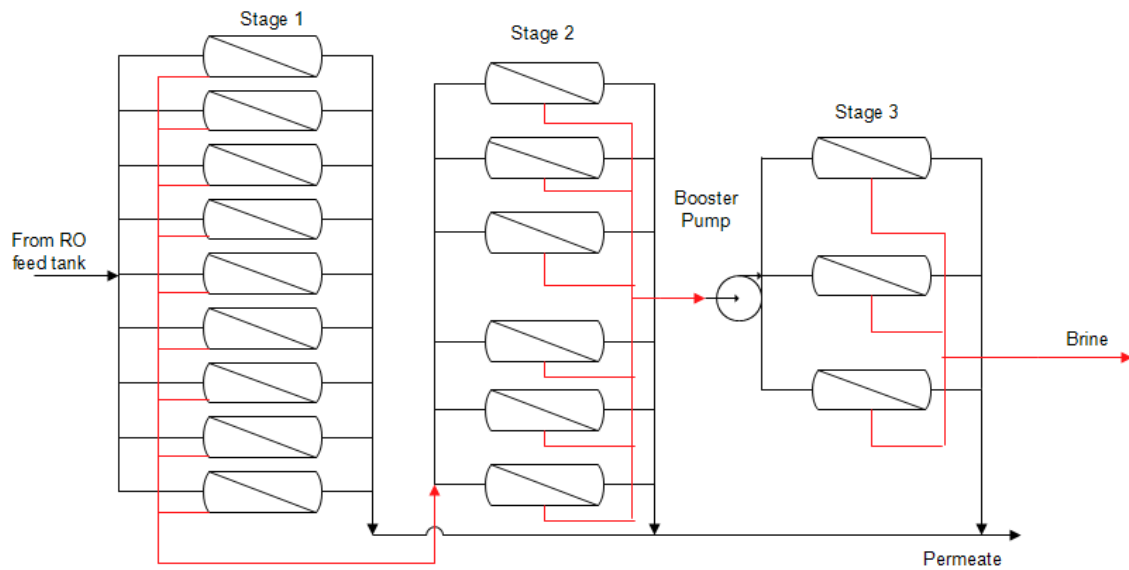 Stage 1
Stage 2
Stage 3
Booster
Pump
From RO
feed tank
Brine
Permeate